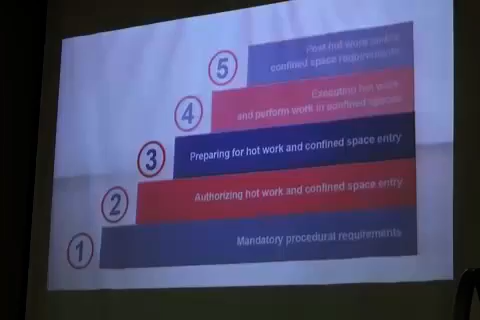 5
Post hot work and/or
confined space requirements
4
Executing hot work
and perform work in confined spaces
3
Preparing for hot work and confined space entry
2
Authorizing hot work and confined space entry
1
Mandatory procedural requirements